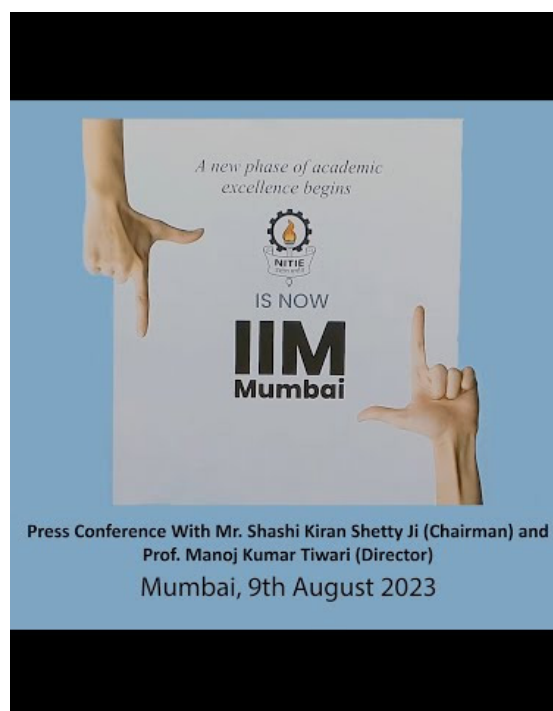 A new phase of academic
excellence begins
NITIE
IS NOW
IIM
Mumbai
Press Conference With Mr. Shashi Kiran Shetty Ji (Chairman) and
Prof. Manoj Kumar Tiwari (Director)
Mumbai, 9th August 2023